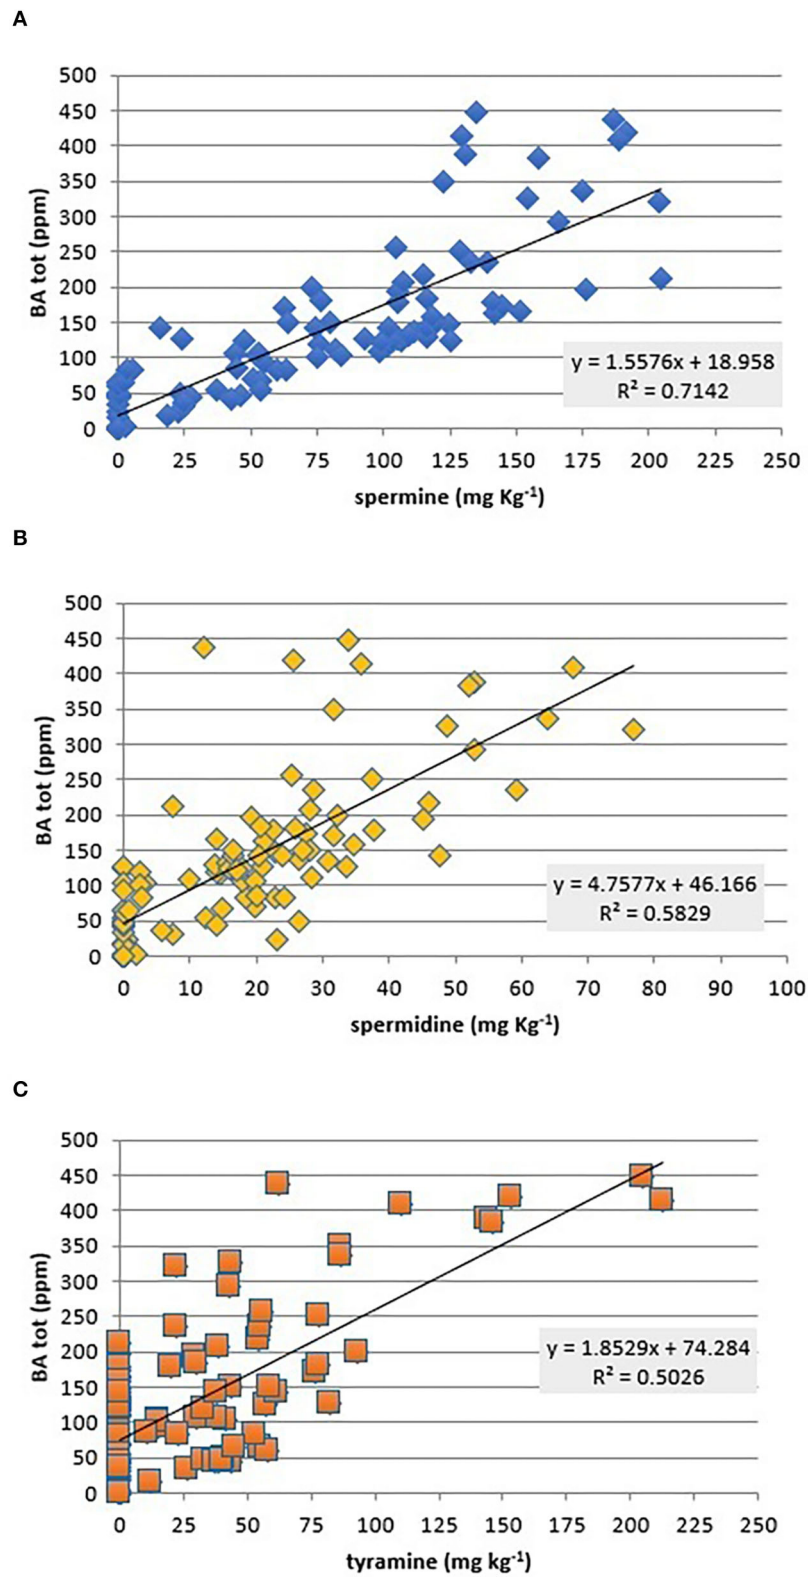 A
500
450
400
350
300
250
200
150
100
50
0
BA tot (ppm)
y = 1.5576x + 18.958
R² = 0.7142
0 25 50 75 100 125 150 175 200 225 250
spermine (mg Kg⁻¹)
B
500
450
400
350
300
250
200
150
100
50
0
BA tot (ppm)
y = 4.7577x + 46.166
R² = 0.5829
0 10 20 30 40 50 60 70 80 90 100
spermidine (mg Kg⁻¹)
C
500
450
400
350
300
250
200
150
100
50
0
BA tot (ppm)
y = 1.8529x + 74.284
R² = 0.5026
0 25 50 75 100 125 150 175 200 225 250
tyramine (mg kg⁻¹)